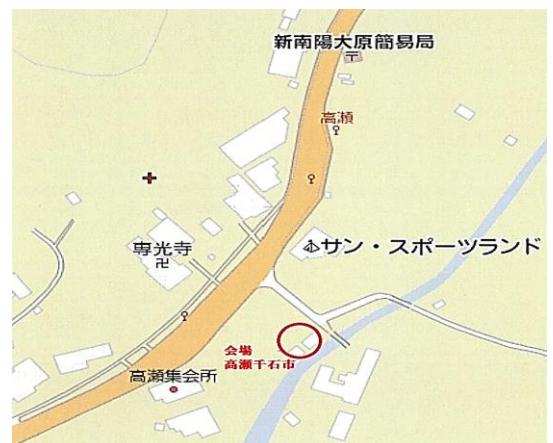 新南陽大原簡易局
高瀬
専光寺
サン・スポーツランド
会場
高瀬千石市
高瀬集会所